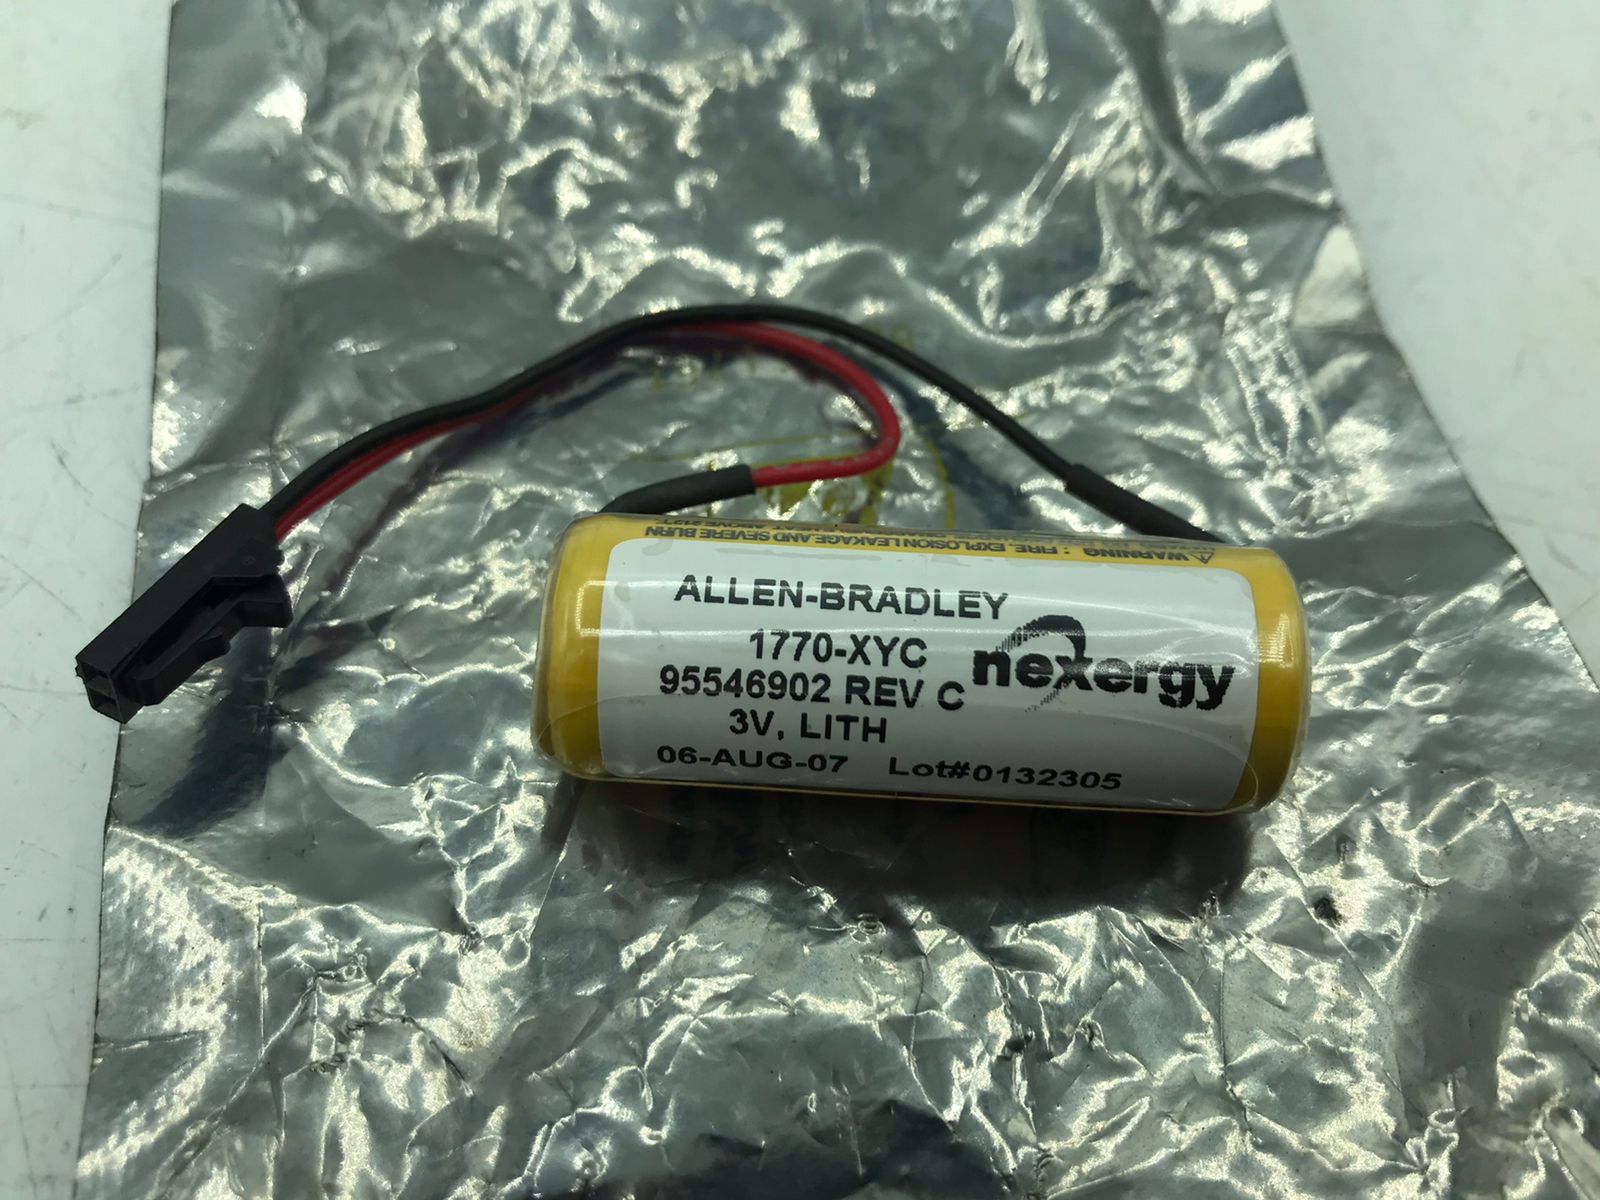 ⚠ WARNING : FIRE, EXPLOSION LEAKAGE AND SEVERE BURN
ALLEN-BRADLEY
1770-XYC
nexergy
95546902 REV C
3V, LITH
06-AUG-07 Lot#0132305